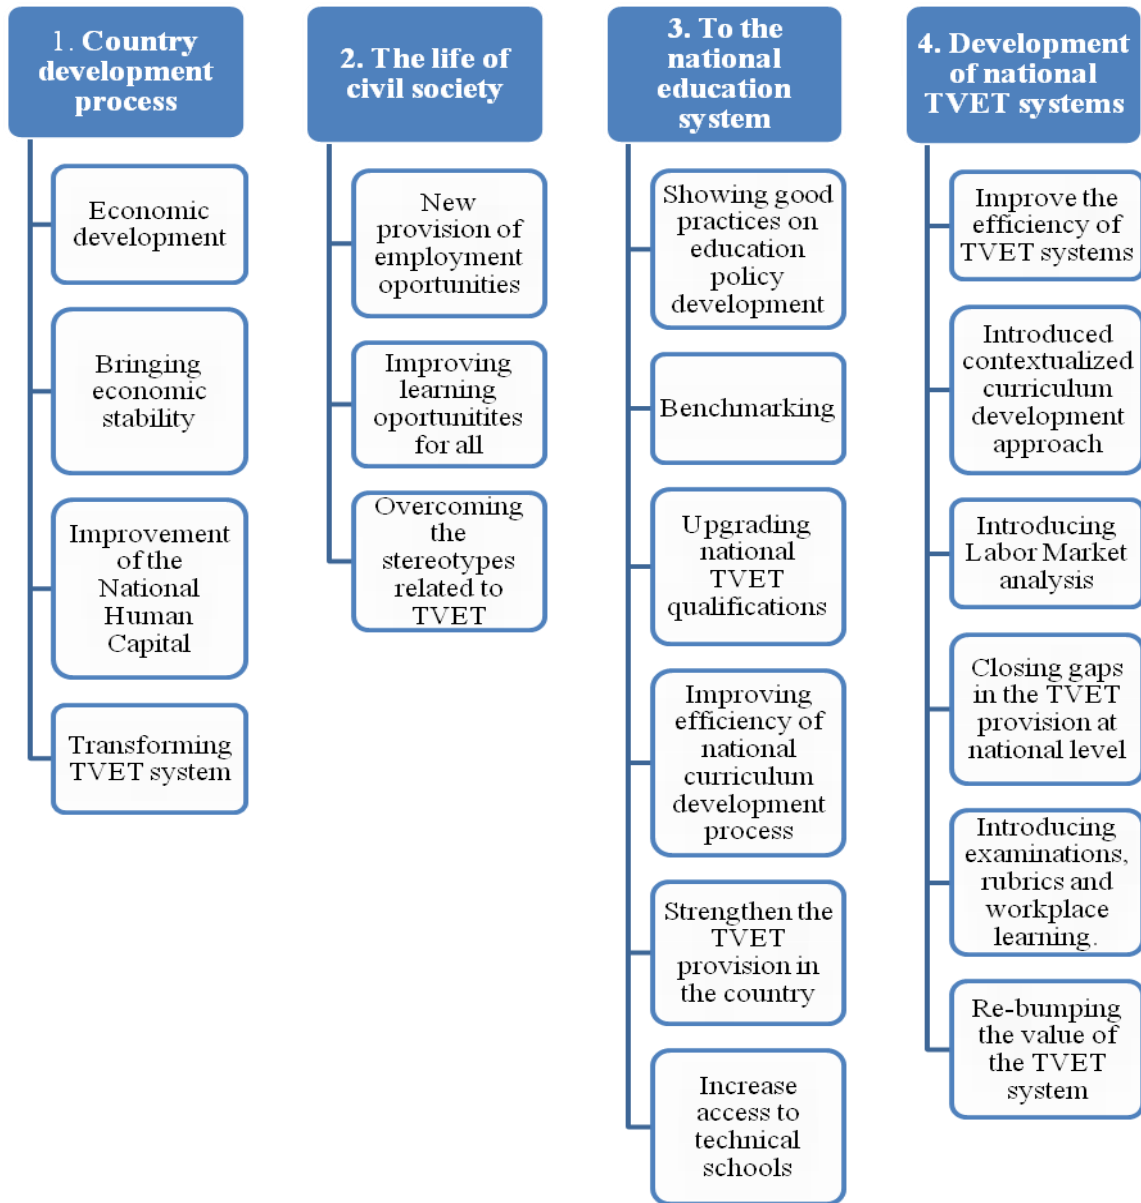 1. Country
development
process
Economic
development
Bringing
economic
stability
Improvement
of the
National
Human
Capital
Transforming
TVET system
2. The life of
civil society
New
provision of
employment
oportunities
Improving
learning
oportunitites
for all
Overcoming
the
stereotypes
related to
TVET
3. To the
national
education
system
Showing good
practices on
education
policy
development
Benchmarking
Upgrading
national
TVET
qualifications
Improving
efficiency of
national
curriculum
development
process
Strengthen the
TVET
provision in
the country
Increase
access to
technical
schools
4. Development
of national
TVET systems
Improve the
efficiency of
TVET systems
Introduced
contextualized
curriculum
development
approach
Introducing
Labor Market
analysis
Closing gaps
in the TVET
provision at
national level
Introducing
examinations,
rubrics and
workplace
learning.
Re-bumping
the value of
the TVET
system